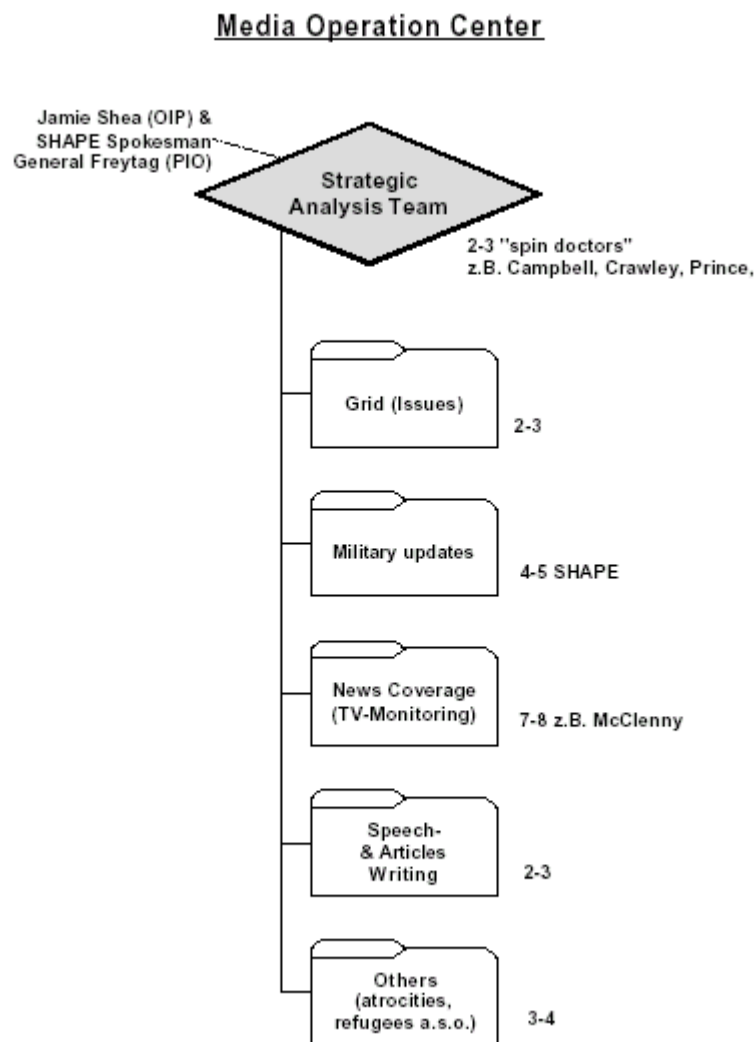 Media Operation Center
Jamie Shea (OIP) &
SHAPE Spokesman
General Freytag (PIO)
Strategic
Analysis Team
2-3 "spin doctors"
z.B. Campbell, Crawley, Prince,
Grid (Issues)
2-3
Military updates
4-5 SHAPE
News Coverage
(TV-Monitoring)
7-8 z.B. McClenny
Speech-
& Articles
Writing
2-3
Others
(atrocities,
refugees a.s.o.)
3-4